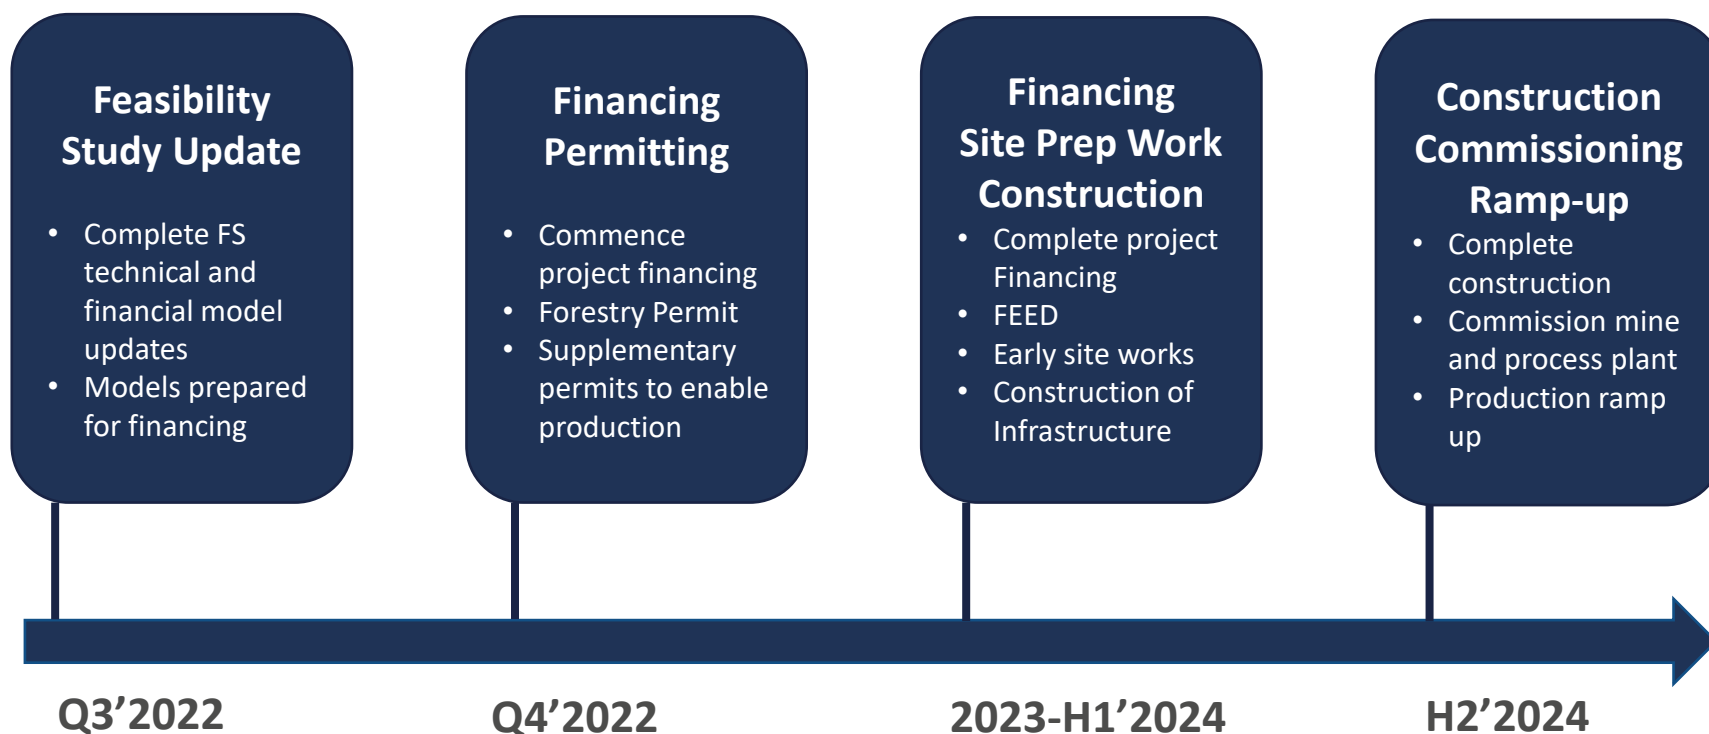 Feasibility
Study Update
• Complete FS
technical and
financial model
updates
• Models prepared
for financing
Financing
Permitting
• Commence
project financing
• Forestry Permit
• Supplementary
permits to enable
production
Financing
Site Prep Work
Construction
• Complete project
Financing
• FEED
• Early site works
• Construction of
Infrastructure
Construction
Commissioning
Ramp-up
• Complete
construction
• Commission mine
and process plant
• Production ramp
up
Q3’2022
Q4’2022
2023-H1’2024
H2’2024